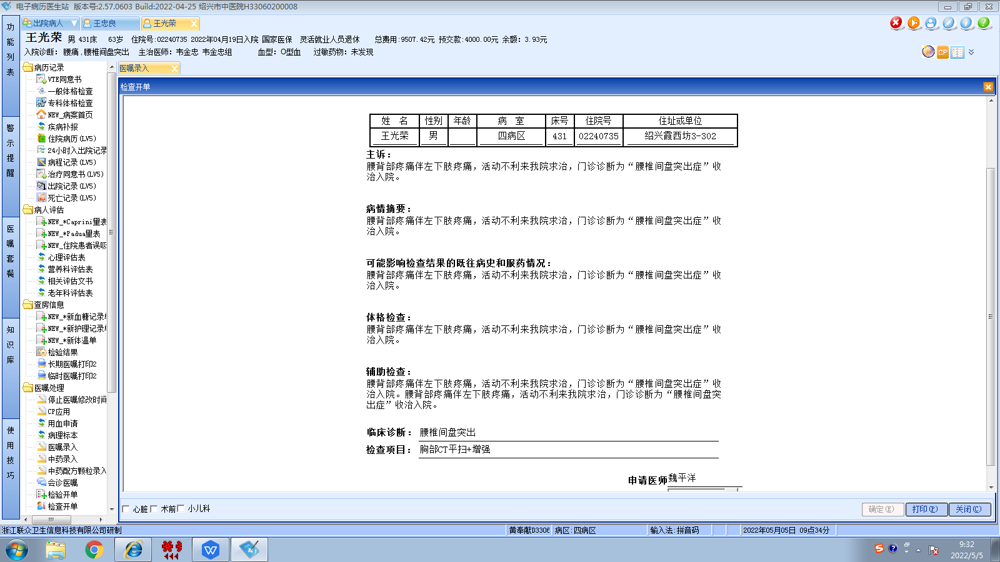 电子病历医生站 版本号:2.57.0603 Build:2022-04-25 绍兴市中医院H33060200008
出院病人 王忠良 王光荣
王光荣 男 431床 63岁 住院号:02240735 2022年04月19日入院 国家医保 灵活就业人员退休 总费用:9507.42元 预交款:4000.00元 余额: 3.93元
入院诊断: 腰痛,腰椎间盘突出 主治医师: 韦金忠 韦金忠组 血型: O型血 过敏药物: 未发现
CP
功能列表
警示提醒
医嘱套餐
知识库
使用技巧
病历记录
VTE同意书
一般体格检查
专科体格检查
NEW_病案首页
疾病补报
住院病历(LV5)
24小时入出院记录
病程记录(LV5)
治疗同意书(LV5)
出院记录(LV5)
死亡记录(LV5)
病人评估
NEW_*Caprini量表
NEW_*Padua量表
NEW_住院患者误吸
心理评估表
营养科评估表
相关评估文书
老年科评估表
查房信息
NEW_*新血糖记录单
NEW_*新护理记录单
NEW_*新体温单
检验结果
长期医嘱打印2
临时医嘱打印2
医嘱处理
停止医嘱修改时间
CP应用
用血申请
病理标本
医嘱录入
中药录入
中药配方颗粒录入
会诊医嘱
检验开单
检查开单
医嘱录入
检查开单
姓 名 性别 年龄 病 室 床号 住院号 住址或单位
王光荣 男 四病区 431 02240735 绍兴霞西坊3-302
主诉:
腰背部疼痛伴左下肢疼痛，活动不利来我院求治，门诊诊断为“腰椎间盘突出症”收
治入院。
病情摘要:
腰背部疼痛伴左下肢疼痛，活动不利来我院求治，门诊诊断为“腰椎间盘突出症”收
治入院。
可能影响检查结果的既往病史和服药情况:
腰背部疼痛伴左下肢疼痛，活动不利来我院求治，门诊诊断为“腰椎间盘突出症”收
治入院。
体格检查:
腰背部疼痛伴左下肢疼痛，活动不利来我院求治，门诊诊断为“腰椎间盘突出症”收
治入院。
辅助检查:
腰背部疼痛伴左下肢疼痛，活动不利来我院求治，门诊诊断为“腰椎间盘突出症”收
治入院。腰背部疼痛伴左下肢疼痛，活动不利来我院求治，门诊诊断为“腰椎间盘突
出症”收治入院。
临床诊断: 腰椎间盘突出
检查项目: 胸部CT平扫+增强
申请医师 魏平洋
心脏 术前 小儿科
确定(E) 打印(P) 关闭(C)
浙江联众卫生信息科技有限公司研制 黄奉献D3306 病区:四病区 输入法:拼音码 2022年05月05日 09点34分
9:32
2022/5/5